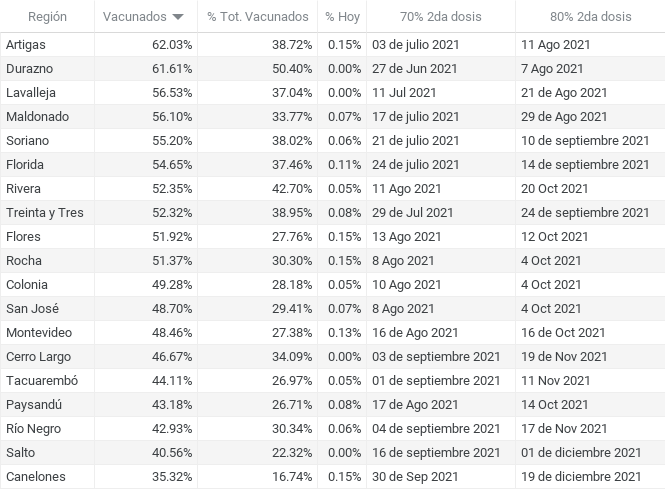 Región Vacunados % Tot. Vacunados % Hoy 70% 2da dosis 80% 2da dosis
Artigas 62.03% 38.72% 0.15% 03 de julio 2021 11 Ago 2021
Durazno 61.61% 50.40% 0.00% 27 de Jun 2021 7 Ago 2021
Lavalleja 56.53% 37.04% 0.00% 11 Jul 2021 21 de Ago 2021
Maldonado 56.10% 33.77% 0.07% 17 de julio 2021 29 de Ago 2021
Soriano 55.20% 38.02% 0.06% 21 de julio 2021 10 de septiembre 2021
Florida 54.65% 37.46% 0.11% 24 de julio 2021 14 de septiembre 2021
Rivera 52.35% 42.70% 0.05% 11 Ago 2021 20 Oct 2021
Treinta y Tres 52.32% 38.95% 0.08% 29 de Jul 2021 24 de septiembre 2021
Flores 51.92% 27.76% 0.15% 13 Ago 2021 12 Oct 2021
Rocha 51.37% 30.30% 0.15% 8 Ago 2021 4 Oct 2021
Colonia 49.28% 28.18% 0.05% 10 Ago 2021 4 Oct 2021
San José 48.70% 29.41% 0.07% 8 Ago 2021 4 Oct 2021
Montevideo 48.46% 27.38% 0.13% 16 de Ago 2021 16 de Oct 2021
Cerro Largo 46.67% 34.09% 0.00% 03 de septiembre 2021 19 de Nov 2021
Tacuarembó 44.11% 26.97% 0.05% 01 de septiembre 2021 11 Nov 2021
Paysandú 43.18% 26.71% 0.08% 17 de Ago 2021 14 Oct 2021
Río Negro 42.93% 30.34% 0.06% 04 de septiembre 2021 17 de Nov 2021
Salto 40.56% 22.32% 0.00% 16 de septiembre 2021 01 de diciembre 2021
Canelones 35.32% 16.74% 0.15% 30 de Sep 2021 19 de diciembre 2021